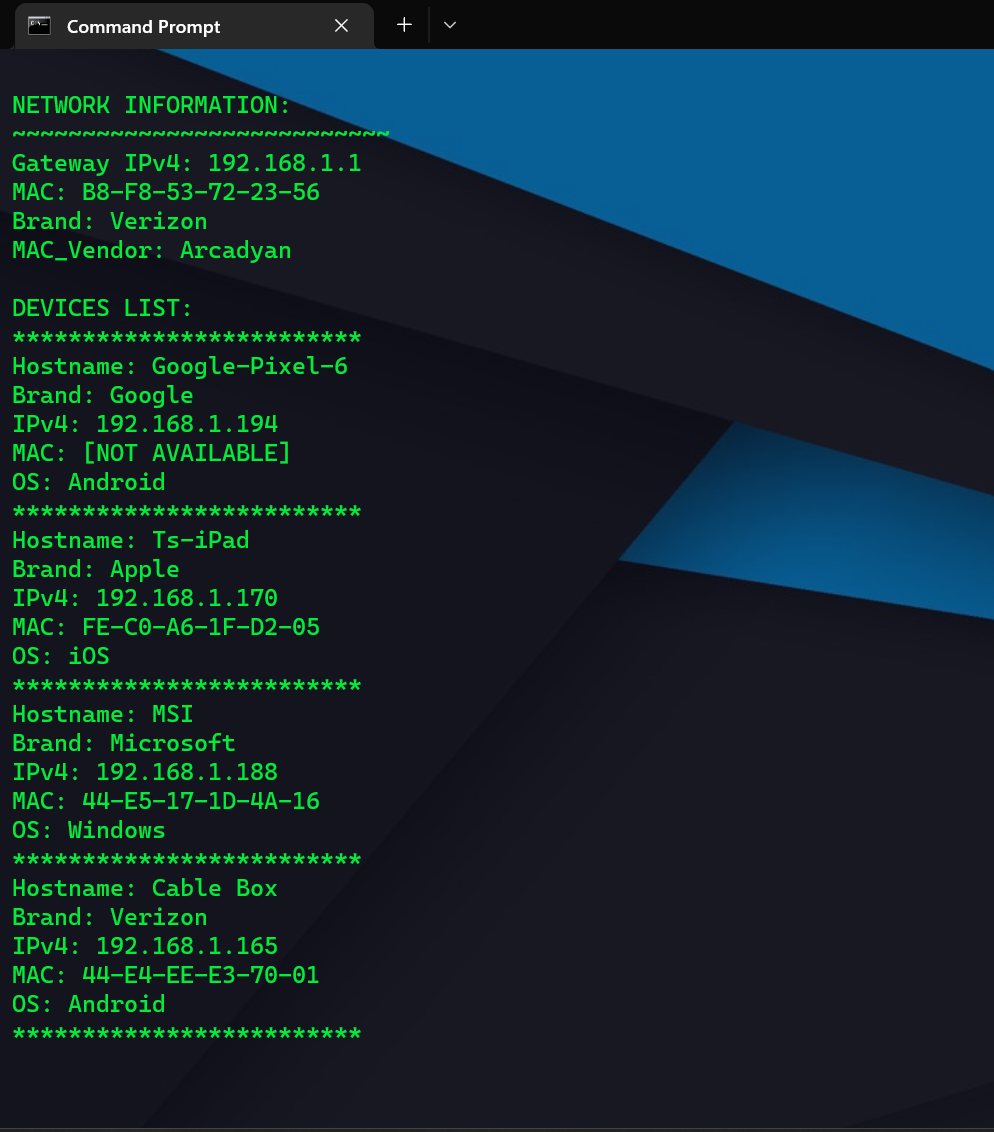 Command Prompt
NETWORK INFORMATION:
~~~~~~~~~~~~~~~~~~~~~~~~~~~
Gateway IPv4: 192.168.1.1
MAC: B8-F8-53-72-23-56
Brand: Verizon
MAC_Vendor: Arcadyan
DEVICES LIST:
*************************
Hostname: Google-Pixel-6
Brand: Google
IPv4: 192.168.1.194
MAC: [NOT AVAILABLE]
OS: Android
*************************
Hostname: Ts-iPad
Brand: Apple
IPv4: 192.168.1.170
MAC: FE-C0-A6-1F-D2-05
OS: iOS
*************************
Hostname: MSI
Brand: Microsoft
IPv4: 192.168.1.188
MAC: 44-E5-17-1D-4A-16
OS: Windows
*************************
Hostname: Cable Box
Brand: Verizon
IPv4: 192.168.1.165
MAC: 44-E4-EE-E3-70-01
OS: Android
*************************